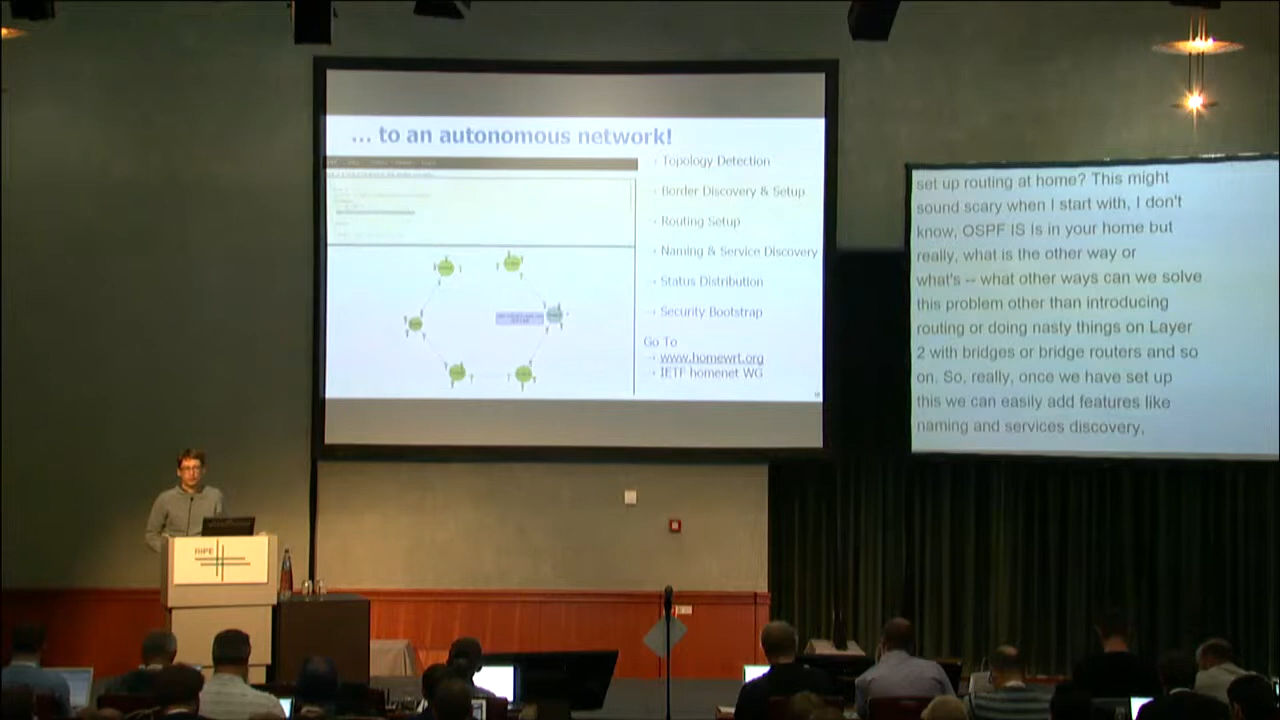 ... to an autonomous network!
→ Topology Detection
→ Border Discovery & Setup
→ Routing Setup
→ Naming & Service Discovery
→ Status Distribution
→ Security Bootstrap
Go To
→ www.homewrt.org
→ IETF homenet WG
set up routing at home? This might
sound scary when I start with, I don't
know, OSPF IS is in your home but
really, what is the other way or
what's -- what other ways can we solve
this problem other than introducing
routing or doing nasty things on Layer
2 with bridges or bridge routers and so
on. So, really, once we have set up
this we can easily add features like
naming and services discovery,
RIPE